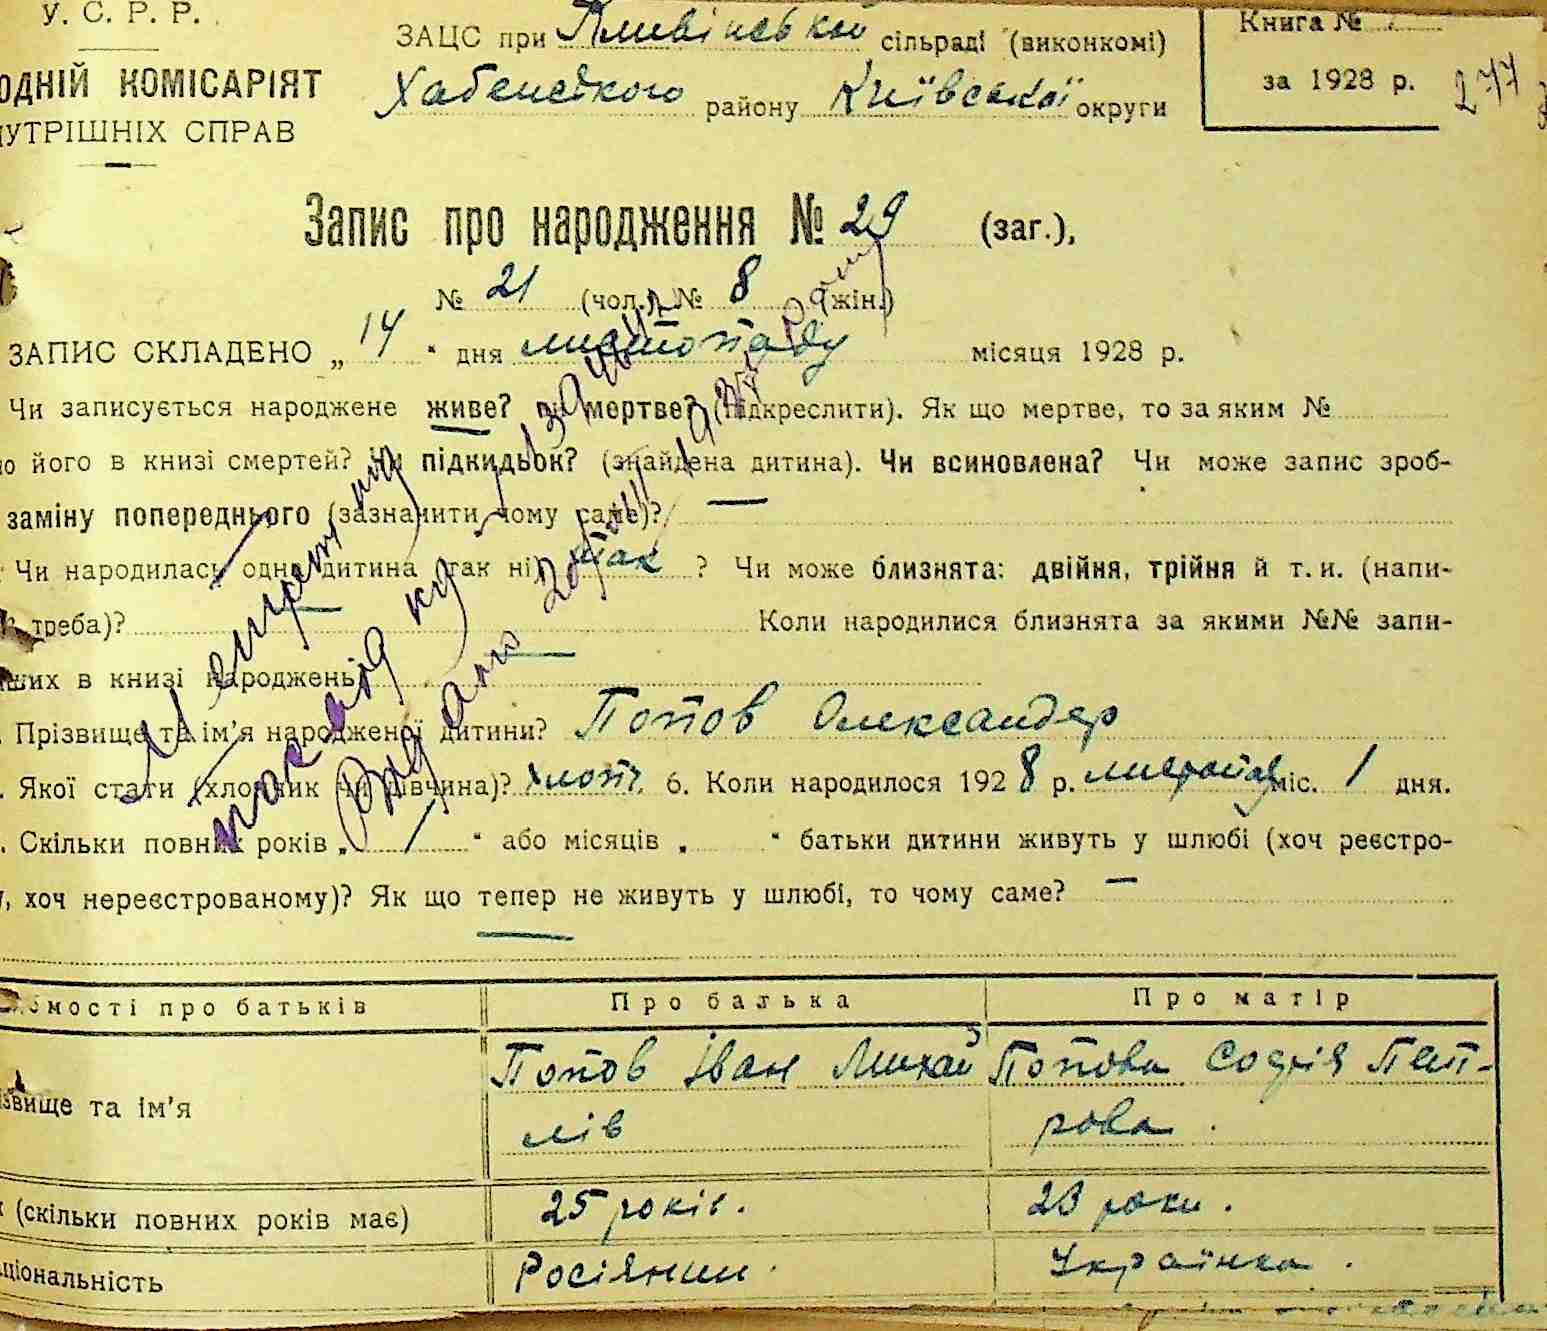 У. С. Р. Р.
ОДНІЙ КОМІСАРІЯТ
НУТРІШНІХ СПРАВ
ЗАЦС при Кливінській сільраді (виконкомі)
Хабенського району Київської округи
Книга №
за 1928 р.
277
Запис про народження № 29 (заг.),
№ 21 (чол.) № 8 (жін.)
ЗАПИС СКЛАДЕНО „ 14 “ дня листопаду місяця 1928 р.
Чи записується народжене живе? чи мертве? (підкреслити). Як що мертве, то за яким №
о його в книзі смертей? Чи підкидьок? (знайдена дитина). Чи всиновлена? Чи може запис зроб-
заміну попереднього (зазначити чому саме)?
Чи народилась одна дитина (так ні) так ? Чи може близнята: двійня, трійня й т. и. (напи-
треба)? Коли народилися близнята за якими №№ запи-
ших в книзі народжень
Прізвище та ім'я народженої дитини? Попов Олександер
Якої стати (хлопчик чи дівчина)? хлоп. 6. Коли народилося 1928 р. листопад міс. 1 дня.
Скільки повних років „ 1 “ або місяців „ “ батьки дитини живуть у шлюбі (хоч реєстро-
у, хоч нереєстрованому)? Як що тепер не живуть у шлюбі, то чому саме? —
омості про батьків Про батька Про матір
ізвище та ім'я Попов Іван Михай Попова Софія Пет-
лів рова.
(скільки повних років має) 25 років. 23 роки.
ціональність Росіянин. Українка.